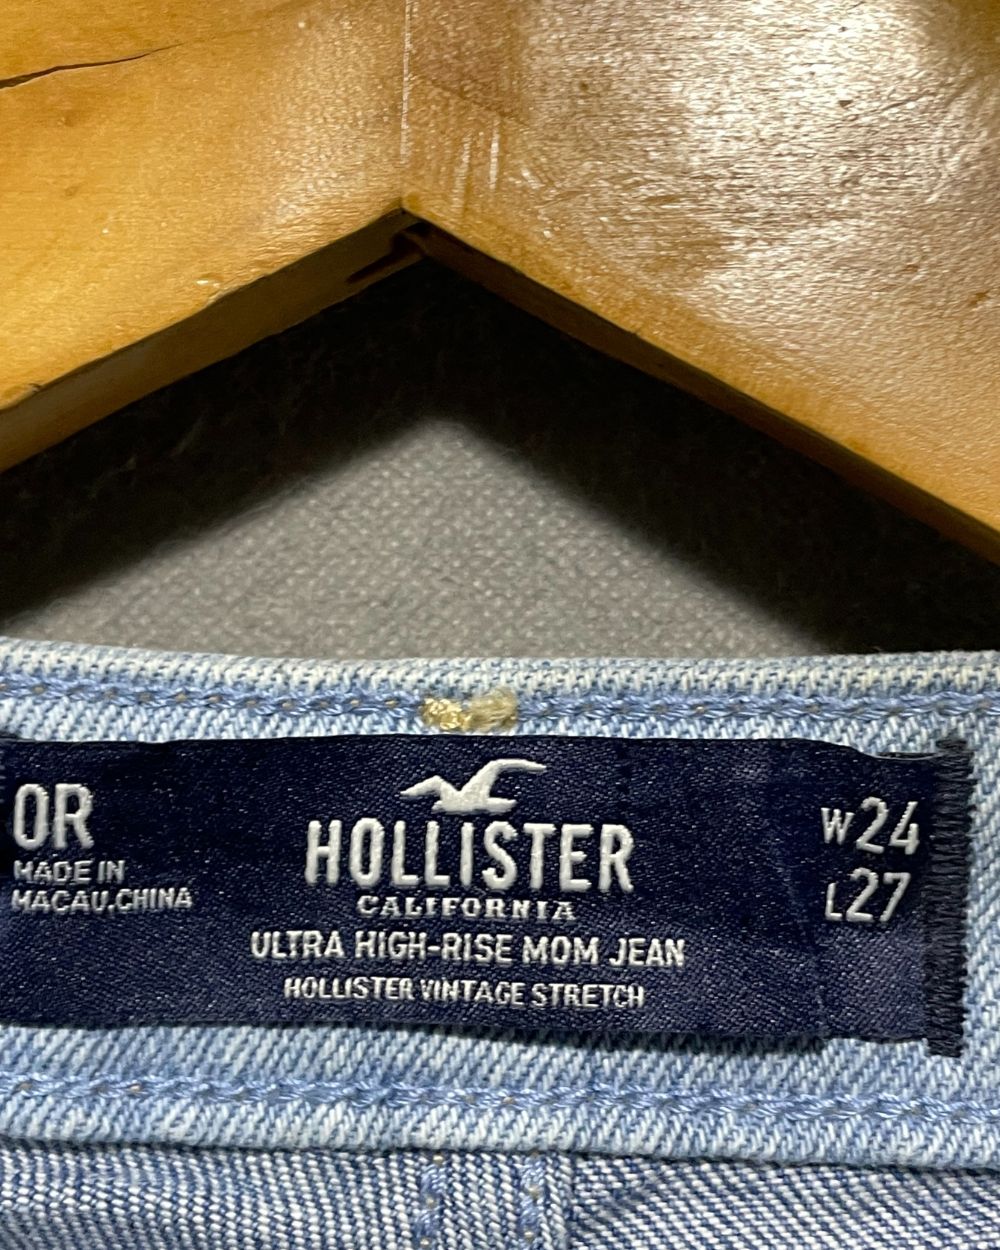 0R
MADE IN
MACAU.CHINA
HOLLISTER
CALIFORNIA
ULTRA HIGH-RISE MOM JEAN
HOLLISTER VINTAGE STRETCH
W24
L27